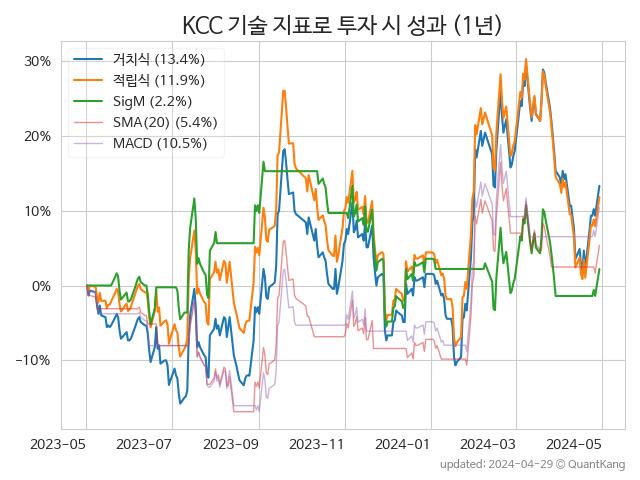 KCC 기술 지표로 투자 시 성과 (1년)
거치식 (13.4%)
적립식 (11.9%)
SigM (2.2%)
SMA(20) (5.4%)
MACD (10.5%)
30%
20%
10%
0%
−10%
2023-05 2023-07 2023-09 2023-11 2024-01 2024-03 2024-05
updated: 2024-04-29 © QuantKang